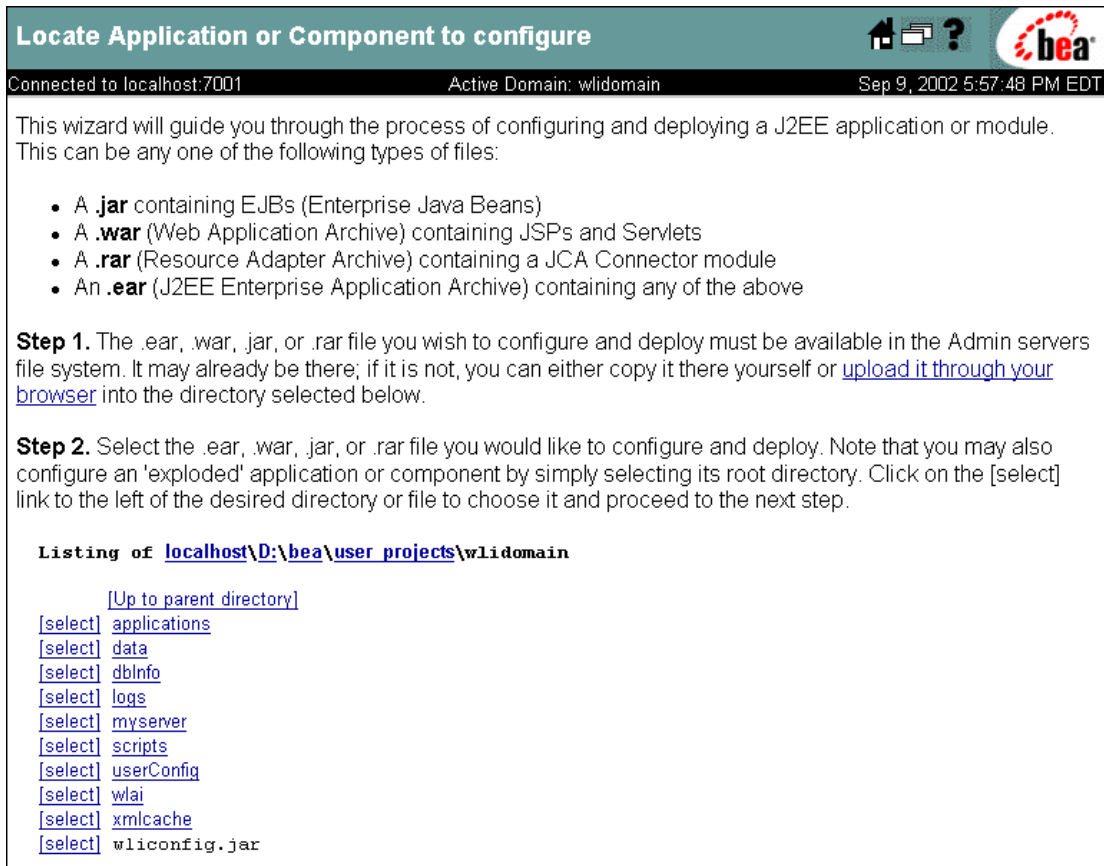 Locate Application or Component to configure
? bea
Connected to localhost:7001 Active Domain: wlidomain Sep 9, 2002 5:57:48 PM EDT
This wizard will guide you through the process of configuring and deploying a J2EE application or module.
This can be any one of the following types of files:
• A .jar containing EJBs (Enterprise Java Beans)
• A .war (Web Application Archive) containing JSPs and Servlets
• A .rar (Resource Adapter Archive) containing a JCA Connector module
• An .ear (J2EE Enterprise Application Archive) containing any of the above
Step 1. The .ear, .war, .jar, or .rar file you wish to configure and deploy must be available in the Admin servers
file system. It may already be there; if it is not, you can either copy it there yourself or upload it through your
browser into the directory selected below.
Step 2. Select the .ear, .war, .jar, or .rar file you would like to configure and deploy. Note that you may also
configure an 'exploded' application or component by simply selecting its root directory. Click on the [select]
link to the left of the desired directory or file to choose it and proceed to the next step.
Listing of localhost\D:\bea\user_projects\wlidomain
[Up to parent directory]
[select] applications
[select] data
[select] dbInfo
[select] logs
[select] myserver
[select] scripts
[select] userConfig
[select] wlai
[select] xmlcache
[select] wliconfig.jar